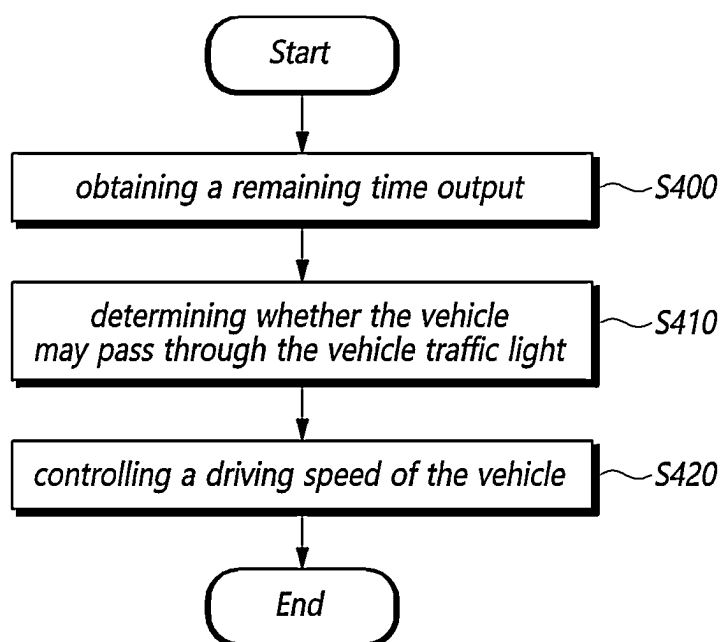 Start
obtaining a remaining time output
S400
determining whether the vehicle
may pass through the vehicle traffic light
S410
controlling a driving speed of the vehicle
S420
End